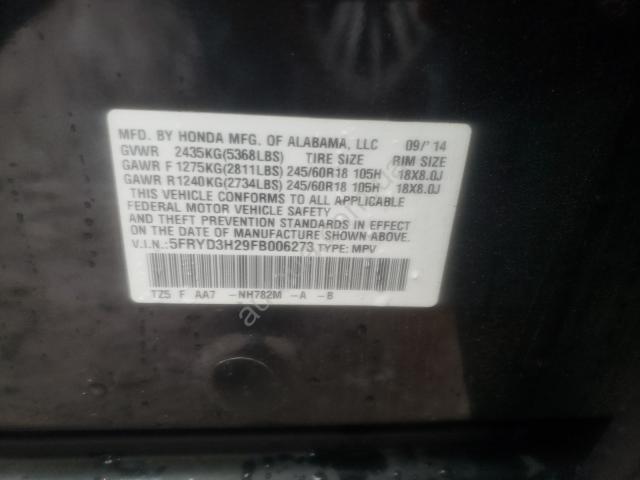 MFD. BY HONDA MFG. OF ALABAMA, LLC 09/'14
GVWR 2435KG(5368LBS) TIRE SIZE RIM SIZE
GAWR F 1275KG(2811LBS) 245/60R18 105H 18X8.0J
GAWR R1240KG(2734LBS) 245/60R18 105H 18X8.0J
THIS VEHICLE CONFORMS TO ALL APPLICABLE
FEDERAL MOTOR VEHICLE SAFETY
AND THEFT PREVENTION STANDARDS IN EFFECT
ON THE DATE OF MANUFACTURE SHOWN ABOVE.
V.I.N.:5FRYD3H29FB006273 TYPE: MPV
TZ5 F AA7 -NH782M -A -B